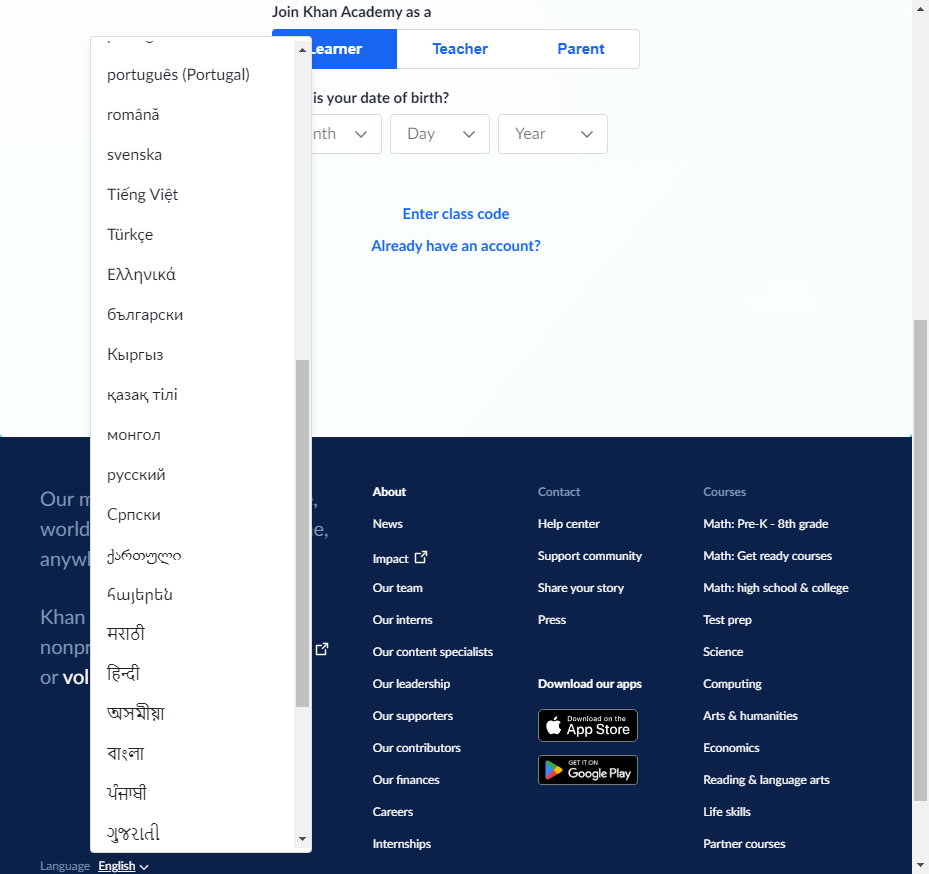 Join Khan Academy as a
Learner
Teacher
Parent
is your date of birth?
nth
Day
Year
Enter class code
Already have an account?
português (Portugal)
română
svenska
Tiếng Việt
Türkçe
Ελληνικά
български
Кыргыз
қазақ тілі
монгол
русский
Српски
ქართული
հայերեն
मराठी
हिन्दी
অসমীয়া
বাংলা
ਪੰਜਾਬੀ
ગુજરાતી
Our m
world
anywh
e,
Khan
nonpr
or vol
About
News
Impact
Our team
Our interns
Our content specialists
Our leadership
Our supporters
Our contributors
Our finances
Careers
Internships
Contact
Help center
Support community
Share your story
Press
Download our apps
Download on the
App Store
GET IT ON
Google Play
Courses
Math: Pre-K - 8th grade
Math: Get ready courses
Math: high school & college
Test prep
Science
Computing
Arts & humanities
Economics
Reading & language arts
Life skills
Partner courses
Language English